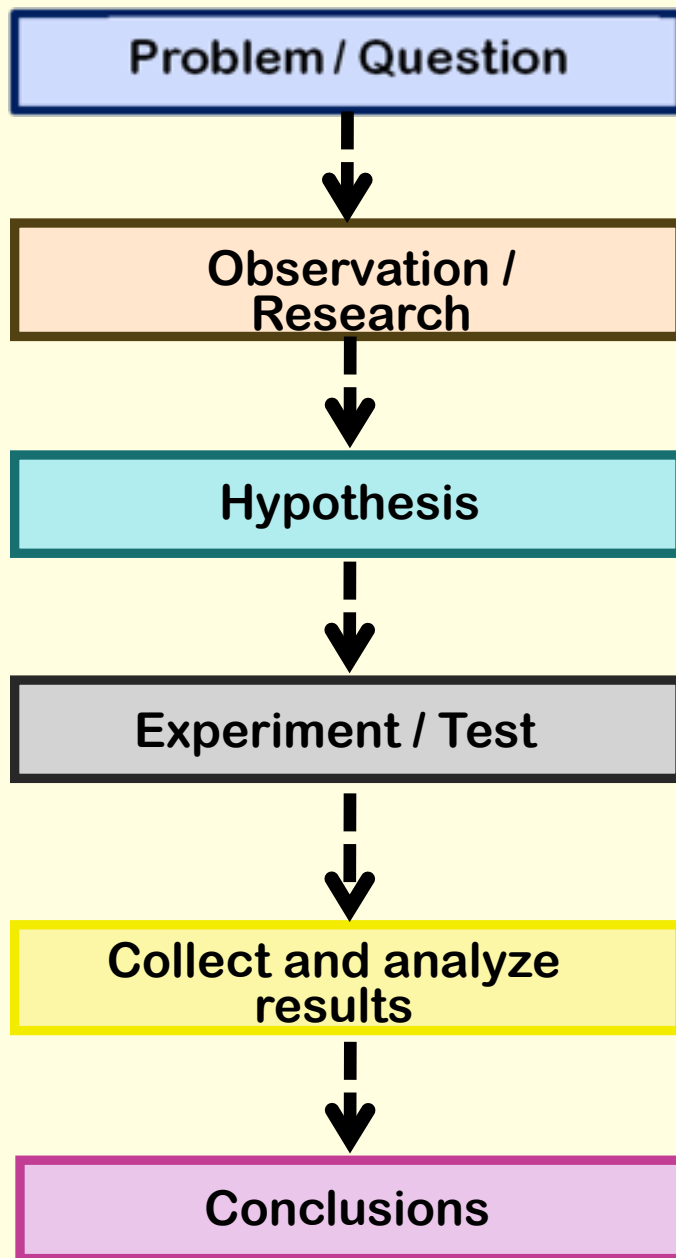 Problem / Question
Observation /
Research
Hypothesis
Experiment / Test
Collect and analyze
results
Conclusions